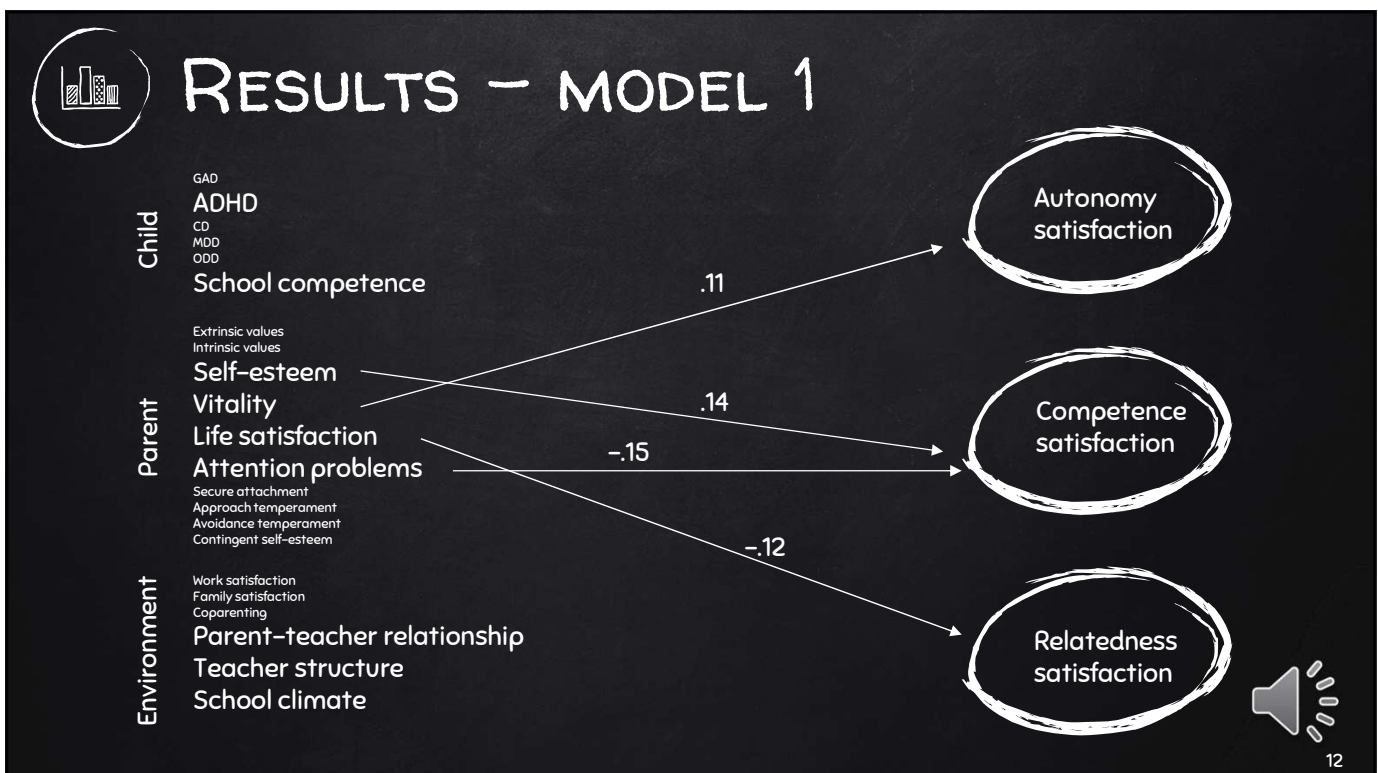 RESULTS – MODEL 1
Child
GAD
ADHD
CD
MDD
ODD
School competence
Parent
Extrinsic values
Intrinsic values
Self-esteem
Vitality
Life satisfaction
Attention problems
Secure attachment
Approach temperament
Avoidance temperament
Contingent self-esteem
Environment
Work satisfaction
Family satisfaction
Coparenting
Parent-teacher relationship
Teacher structure
School climate
.11
.14
-.15
-.12
Autonomy
satisfaction
Competence
satisfaction
Relatedness
satisfaction
12